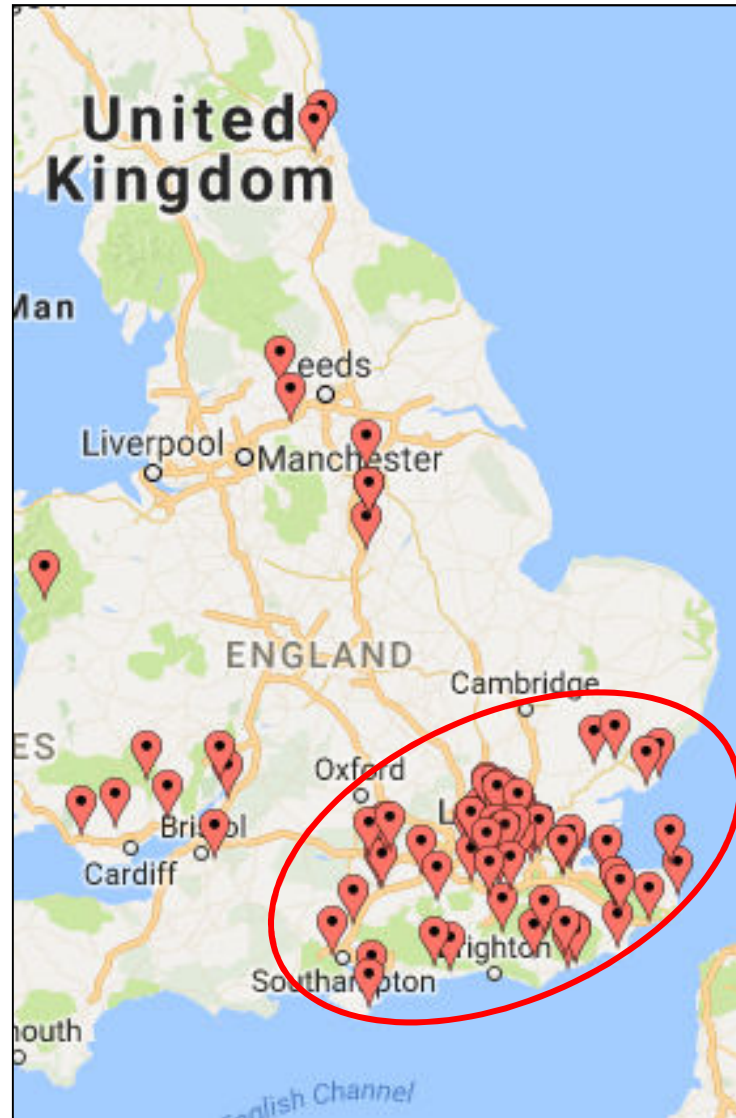 United
Kingdom
Man
Leeds
Liverpool
Manchester
ENGLAND
Cambridge
ES
Oxford
L
Bristol
Cardiff
Brighton
Southampton
mouth
English Channel